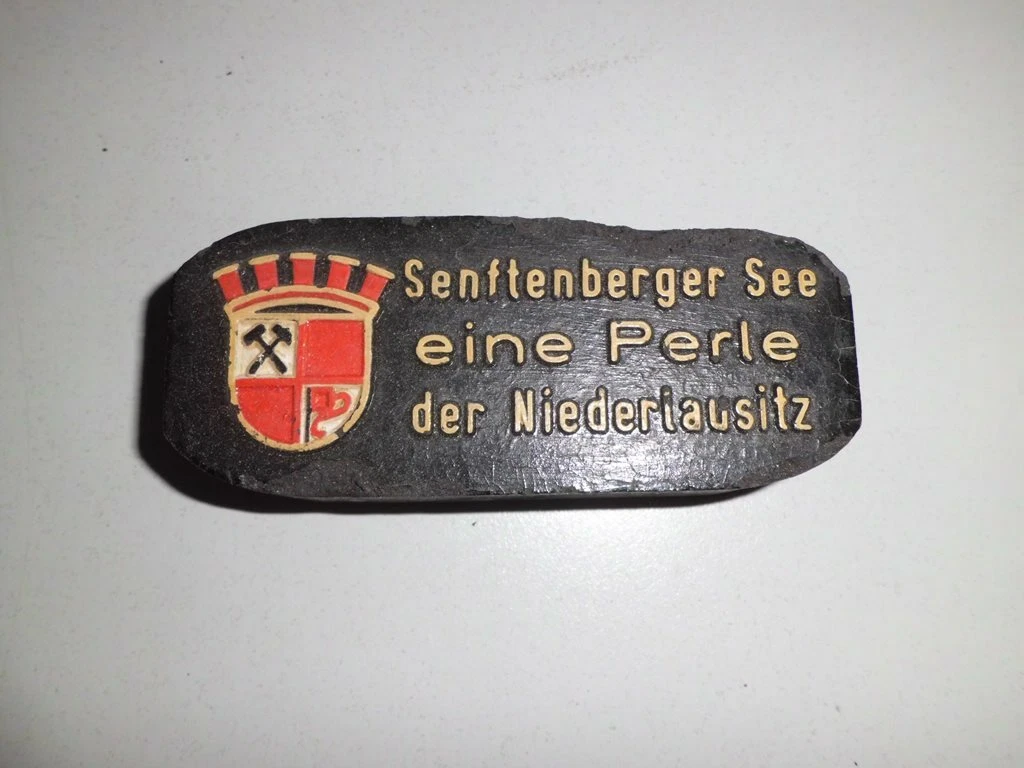 Senftenberger See
eine Perle
der Niederlausitz